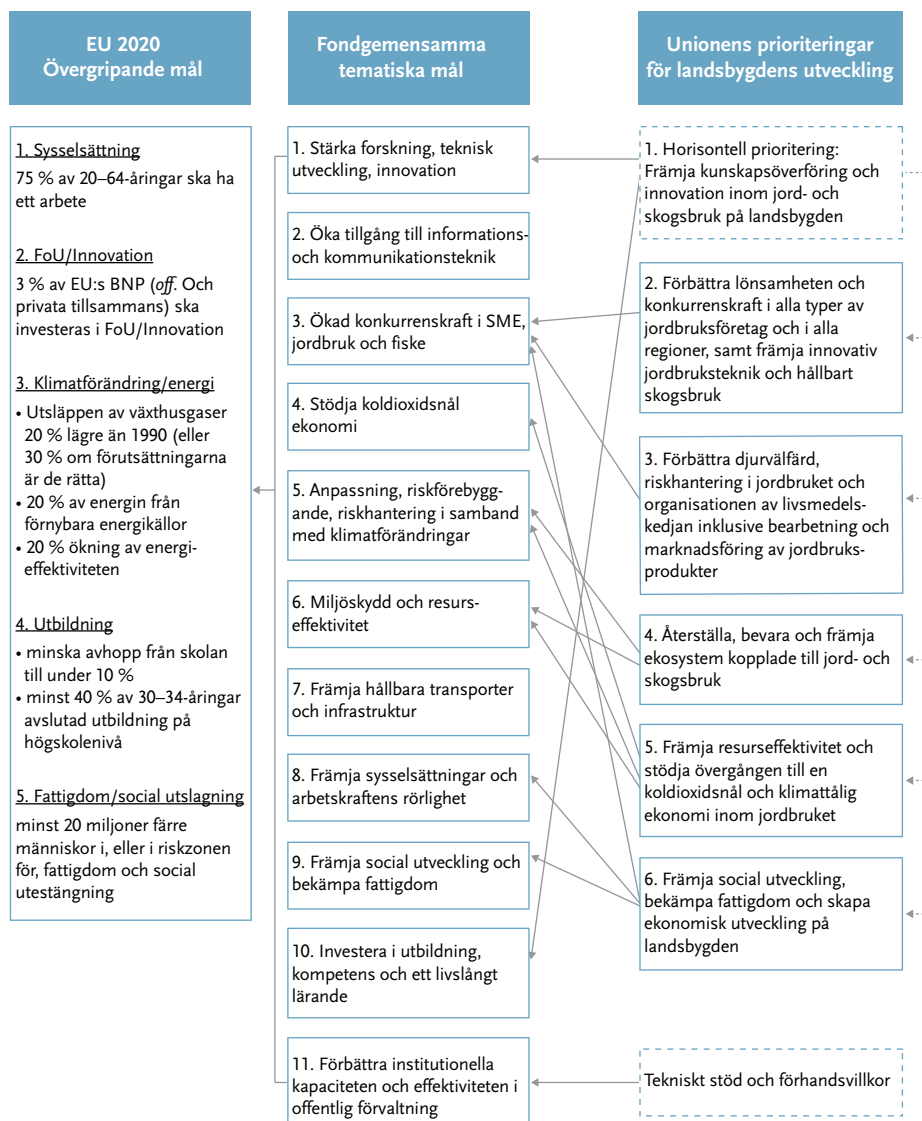 EU 2020
Övergripande mål
1. Sysselsättning
75 % av 20–64-åringar ska ha
ett arbete
2. FoU/Innovation
3 % av EU:s BNP (off. Och
privata tillsammans) ska
investeras i FoU/Innovation
3. Klimatförändring/energi
• Utsläppen av växthusgaser
20 % lägre än 1990 (eller
30 % om förutsättningarna
är de rätta)
• 20 % av energin från
förnybara energikällor
• 20 % ökning av energi-
effektiviteten
4. Utbildning
• minska avhopp från skolan
till under 10 %
• minst 40 % av 30–34-åringar
avslutad utbildning på
högskolenivå
5. Fattigdom/social utslagning
minst 20 miljoner färre
människor i, eller i riskzonen
för, fattigdom och social
utestängning
Fondgemensamma
tematiska mål
1. Stärka forskning, teknisk
utveckling, innovation
2. Öka tillgång till informations-
och kommunikationsteknik
3. Ökad konkurrenskraft i SME,
jordbruk och fiske
4. Stödja koldioxidsnål
ekonomi
5. Anpassning, riskförebygg-
ande, riskhantering i samband
med klimatförändringar
6. Miljöskydd och resurs-
effektivitet
7. Främja hållbara transporter
och infrastruktur
8. Främja sysselsättningar och
arbetskraftens rörlighet
9. Främja social utveckling och
bekämpa fattigdom
10. Investera i utbildning,
kompetens och ett livslångt
lärande
11. Förbättra institutionella
kapaciteten och effektiviteten i
offentlig förvaltning
Unionens prioriteringar
för landsbygdens utveckling
1. Horisontell prioritering:
Främja kunskapsöverföring och
innovation inom jord- och
skogsbruk på landsbygden
2. Förbättra lönsamheten och
konkurrenskraft i alla typer av
jordbruksföretag och i alla
regioner, samt främja innovativ
jordbruksteknik och hållbart
skogsbruk
3. Förbättra djurvälfärd,
riskhantering i jordbruket och
organisationen av livsmedels-
kedjan inklusive bearbetning och
marknadsföring av jordbruks-
produkter
4. Återställa, bevara och främja
ekosystem kopplade till jord- och
skogsbruk
5. Främja resurseffektivitet och
stödja övergången till en
koldioxidsnål och klimattålig
ekonomi inom jordbruket
6. Främja social utveckling,
bekämpa fattigdom och skapa
ekonomisk utveckling på
landsbygden
Tekniskt stöd och förhandsvillkor